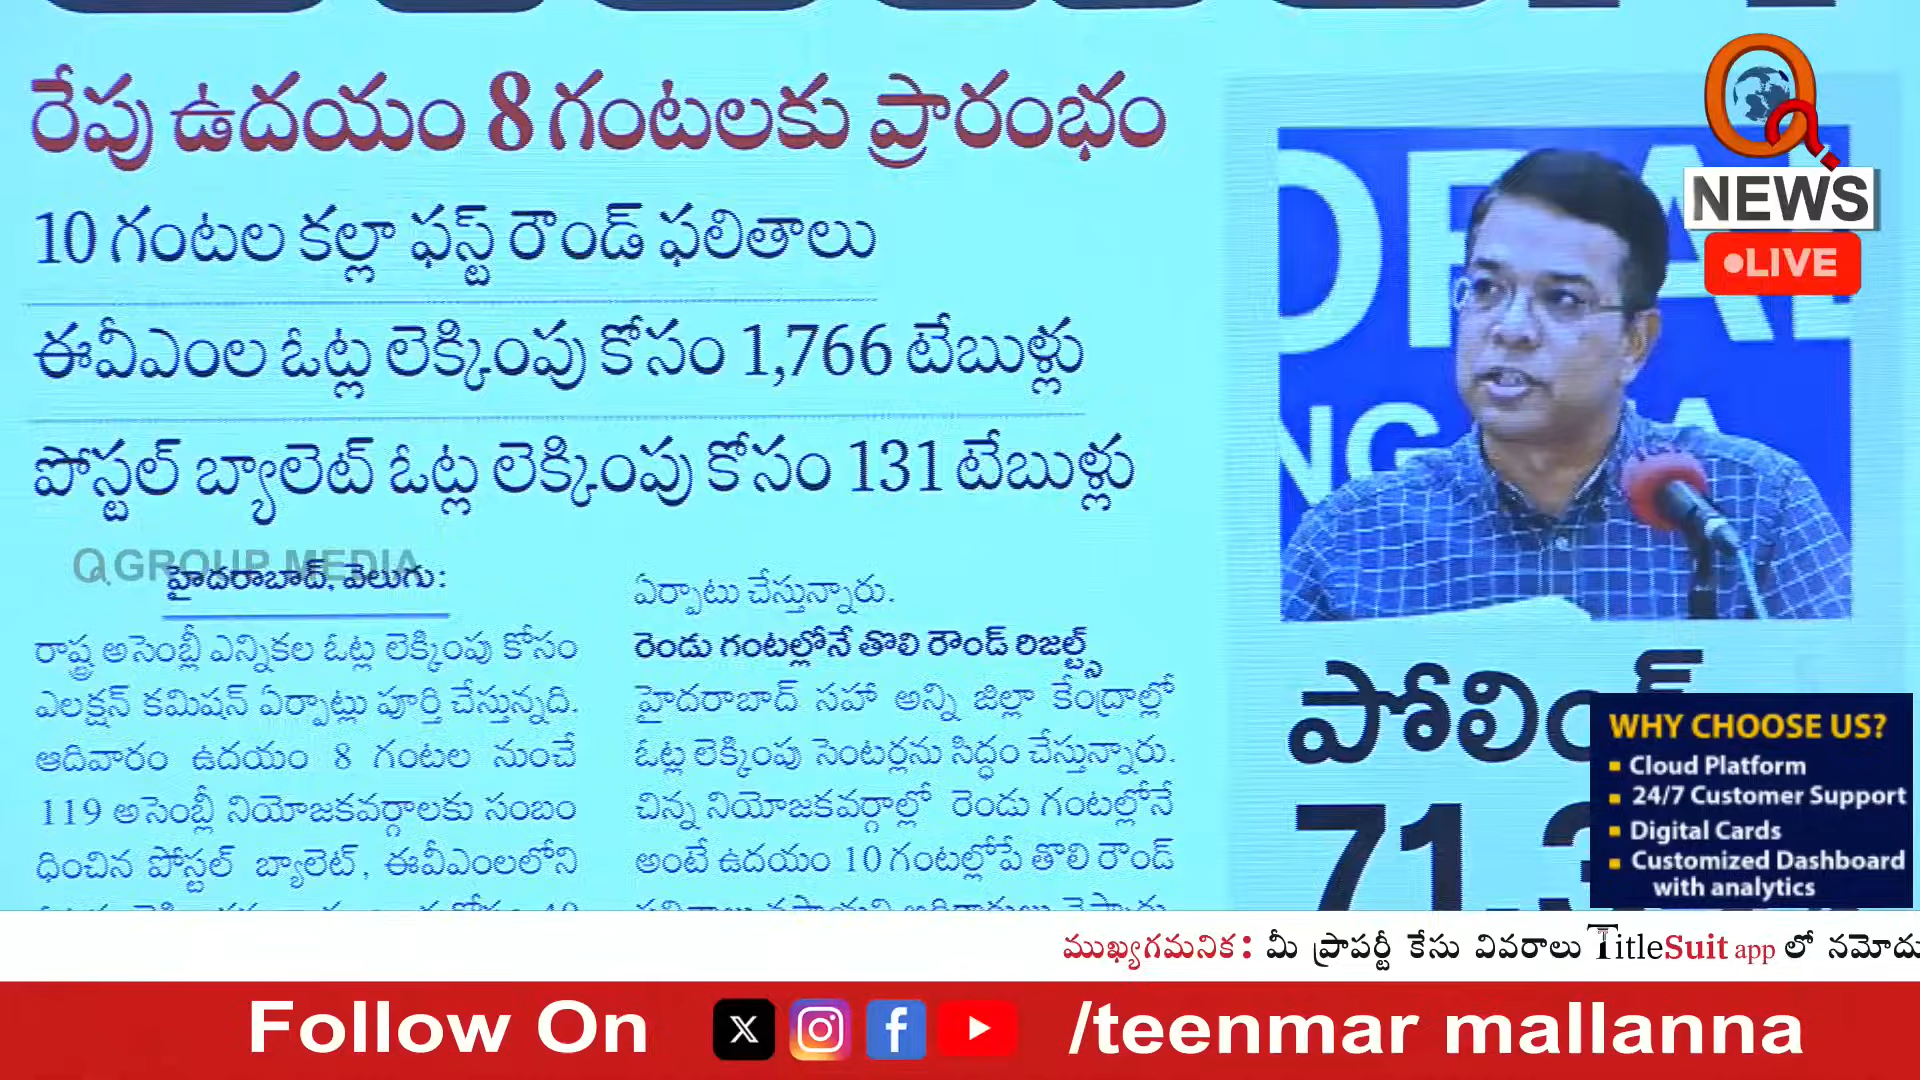 రేపు ఉదయం 8 గంటలకు ప్రారంభం
10 గంటల కల్లా ఫస్ట్ రౌండ్ ఫలితాలు
ఈవీఎంల ఓట్ల లెక్కింపు కోసం 1,766 టేబుళ్లు
పోస్టల్ బ్యాలెట్ ఓట్ల లెక్కింపు కోసం 131 టేబుళ్లు
Q GROUP MEDIA
హైదరాబాద్, వెలుగు:
రాష్ట్ర అసెంబ్లీ ఎన్నికల ఓట్ల లెక్కింపు కోసం
ఎలక్షన్ కమిషన్ ఏర్పాట్లు పూర్తి చేస్తున్నది.
ఆదివారం ఉదయం 8 గంటల నుంచే
119 అసెంబ్లీ నియోజకవర్గాలకు సంబం
ధించిన పోస్టల్ బ్యాలెట్, ఈవీఎంలలోని
ఏర్పాటు చేస్తున్నారు.
రెండు గంటల్లోనే తొలి రౌండ్ రిజల్ట్స్
హైదరాబాద్ సహా అన్ని జిల్లా కేంద్రాల్లో
ఓట్ల లెక్కింపు సెంటర్లను సిద్ధం చేస్తున్నారు.
చిన్న నియోజకవర్గాల్లో రెండు గంటల్లోనే
అంటే ఉదయం 10 గంటల్లోపే తొలి రౌండ్
Q
NEWS
LIVE
పోలింగ్
71.3
WHY CHOOSE US?
Cloud Platform
24/7 Customer Support
Digital Cards
Customized Dashboard
with analytics
ముఖ్యగమనిక: మీ ప్రాపర్టీ కేసు వివరాలు TitleSuit app లో నమోదు
Follow On /teenmar mallanna